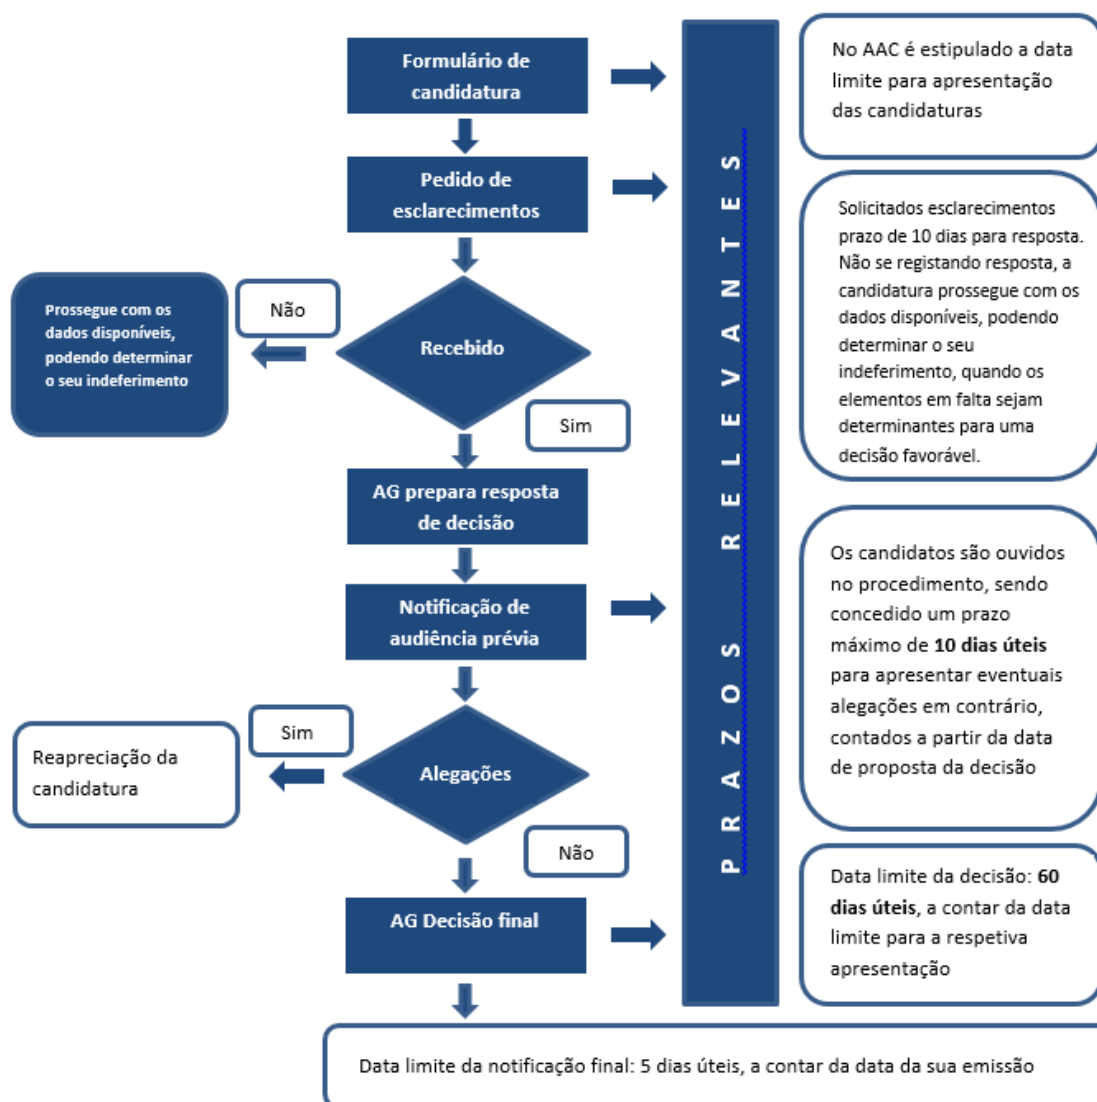 Formulário de
candidatura
No AAC é estipulado a data
limite para apresentação
das candidaturas
Pedido de
esclarecimentos
Solicitados esclarecimentos
prazo de 10 dias para resposta.
Não se registando resposta, a
candidatura prossegue com os
dados disponíveis, podendo
determinar o seu
indeferimento, quando os
elementos em falta sejam
determinantes para uma
decisão favorável.
Recebido
Não
Prossegue com os
dados disponíveis,
podendo determinar
o seu indeferimento
Sim
AG prepara resposta
de decisão
Notificação de
audiência prévia
Os candidatos são ouvidos
no procedimento, sendo
concedido um prazo
máximo de 10 dias úteis
para apresentar eventuais
alegações em contrário,
contados a partir da data
de proposta da decisão
Alegações
Sim
Reapreciação da
candidatura
Não
AG Decisão final
Data limite da decisão: 60
dias úteis, a contar da data
limite para a respetiva
apresentação
PRAZOS RELEVANTES
Data limite da notificação final: 5 dias úteis, a contar da data da sua emissão